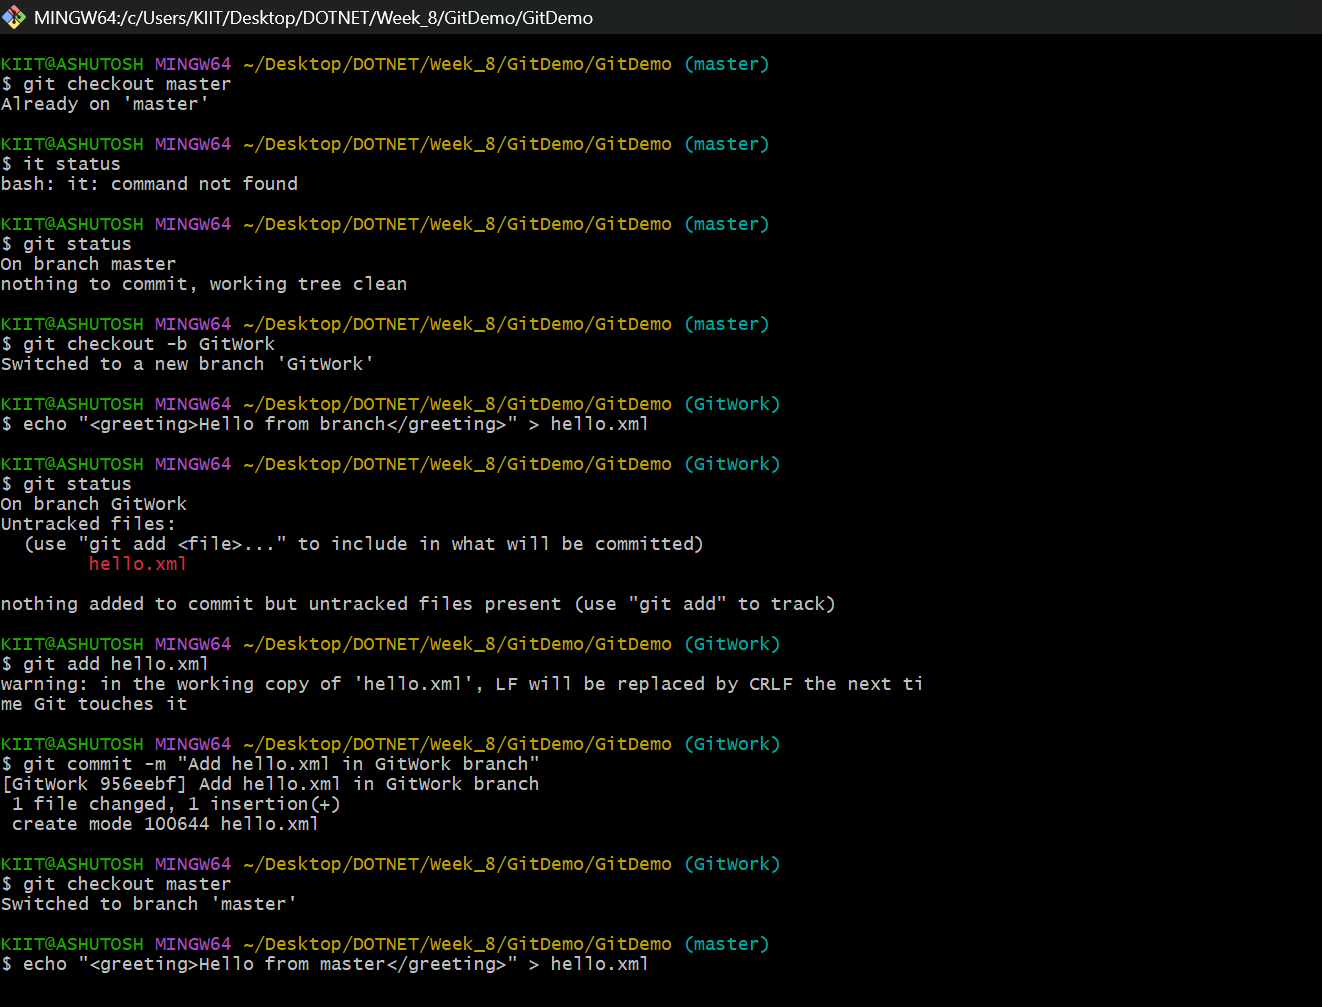 MINGW64:/c/Users/KIIT/Desktop/DOTNET/Week_8/GitDemo/GitDemo
KIIT@ASHUTOSH MINGW64 ~/Desktop/DOTNET/Week_8/GitDemo/GitDemo (master)
$ git checkout master
Already on 'master'
KIIT@ASHUTOSH MINGW64 ~/Desktop/DOTNET/Week_8/GitDemo/GitDemo (master)
$ it status
bash: it: command not found
KIIT@ASHUTOSH MINGW64 ~/Desktop/DOTNET/Week_8/GitDemo/GitDemo (master)
$ git status
On branch master
nothing to commit, working tree clean
KIIT@ASHUTOSH MINGW64 ~/Desktop/DOTNET/Week_8/GitDemo/GitDemo (master)
$ git checkout -b GitWork
Switched to a new branch 'GitWork'
KIIT@ASHUTOSH MINGW64 ~/Desktop/DOTNET/Week_8/GitDemo/GitDemo (GitWork)
$ echo "<greeting>Hello from branch</greeting>" > hello.xml
KIIT@ASHUTOSH MINGW64 ~/Desktop/DOTNET/Week_8/GitDemo/GitDemo (GitWork)
$ git status
On branch GitWork
Untracked files:
  (use "git add <file>..." to include in what will be committed)
        hello.xml
nothing added to commit but untracked files present (use "git add" to track)
KIIT@ASHUTOSH MINGW64 ~/Desktop/DOTNET/Week_8/GitDemo/GitDemo (GitWork)
$ git add hello.xml
warning: in the working copy of 'hello.xml', LF will be replaced by CRLF the next ti
me Git touches it
KIIT@ASHUTOSH MINGW64 ~/Desktop/DOTNET/Week_8/GitDemo/GitDemo (GitWork)
$ git commit -m "Add hello.xml in GitWork branch"
[GitWork 956eebf] Add hello.xml in GitWork branch
 1 file changed, 1 insertion(+)
 create mode 100644 hello.xml
KIIT@ASHUTOSH MINGW64 ~/Desktop/DOTNET/Week_8/GitDemo/GitDemo (GitWork)
$ git checkout master
Switched to branch 'master'
KIIT@ASHUTOSH MINGW64 ~/Desktop/DOTNET/Week_8/GitDemo/GitDemo (master)
$ echo "<greeting>Hello from master</greeting>" > hello.xml